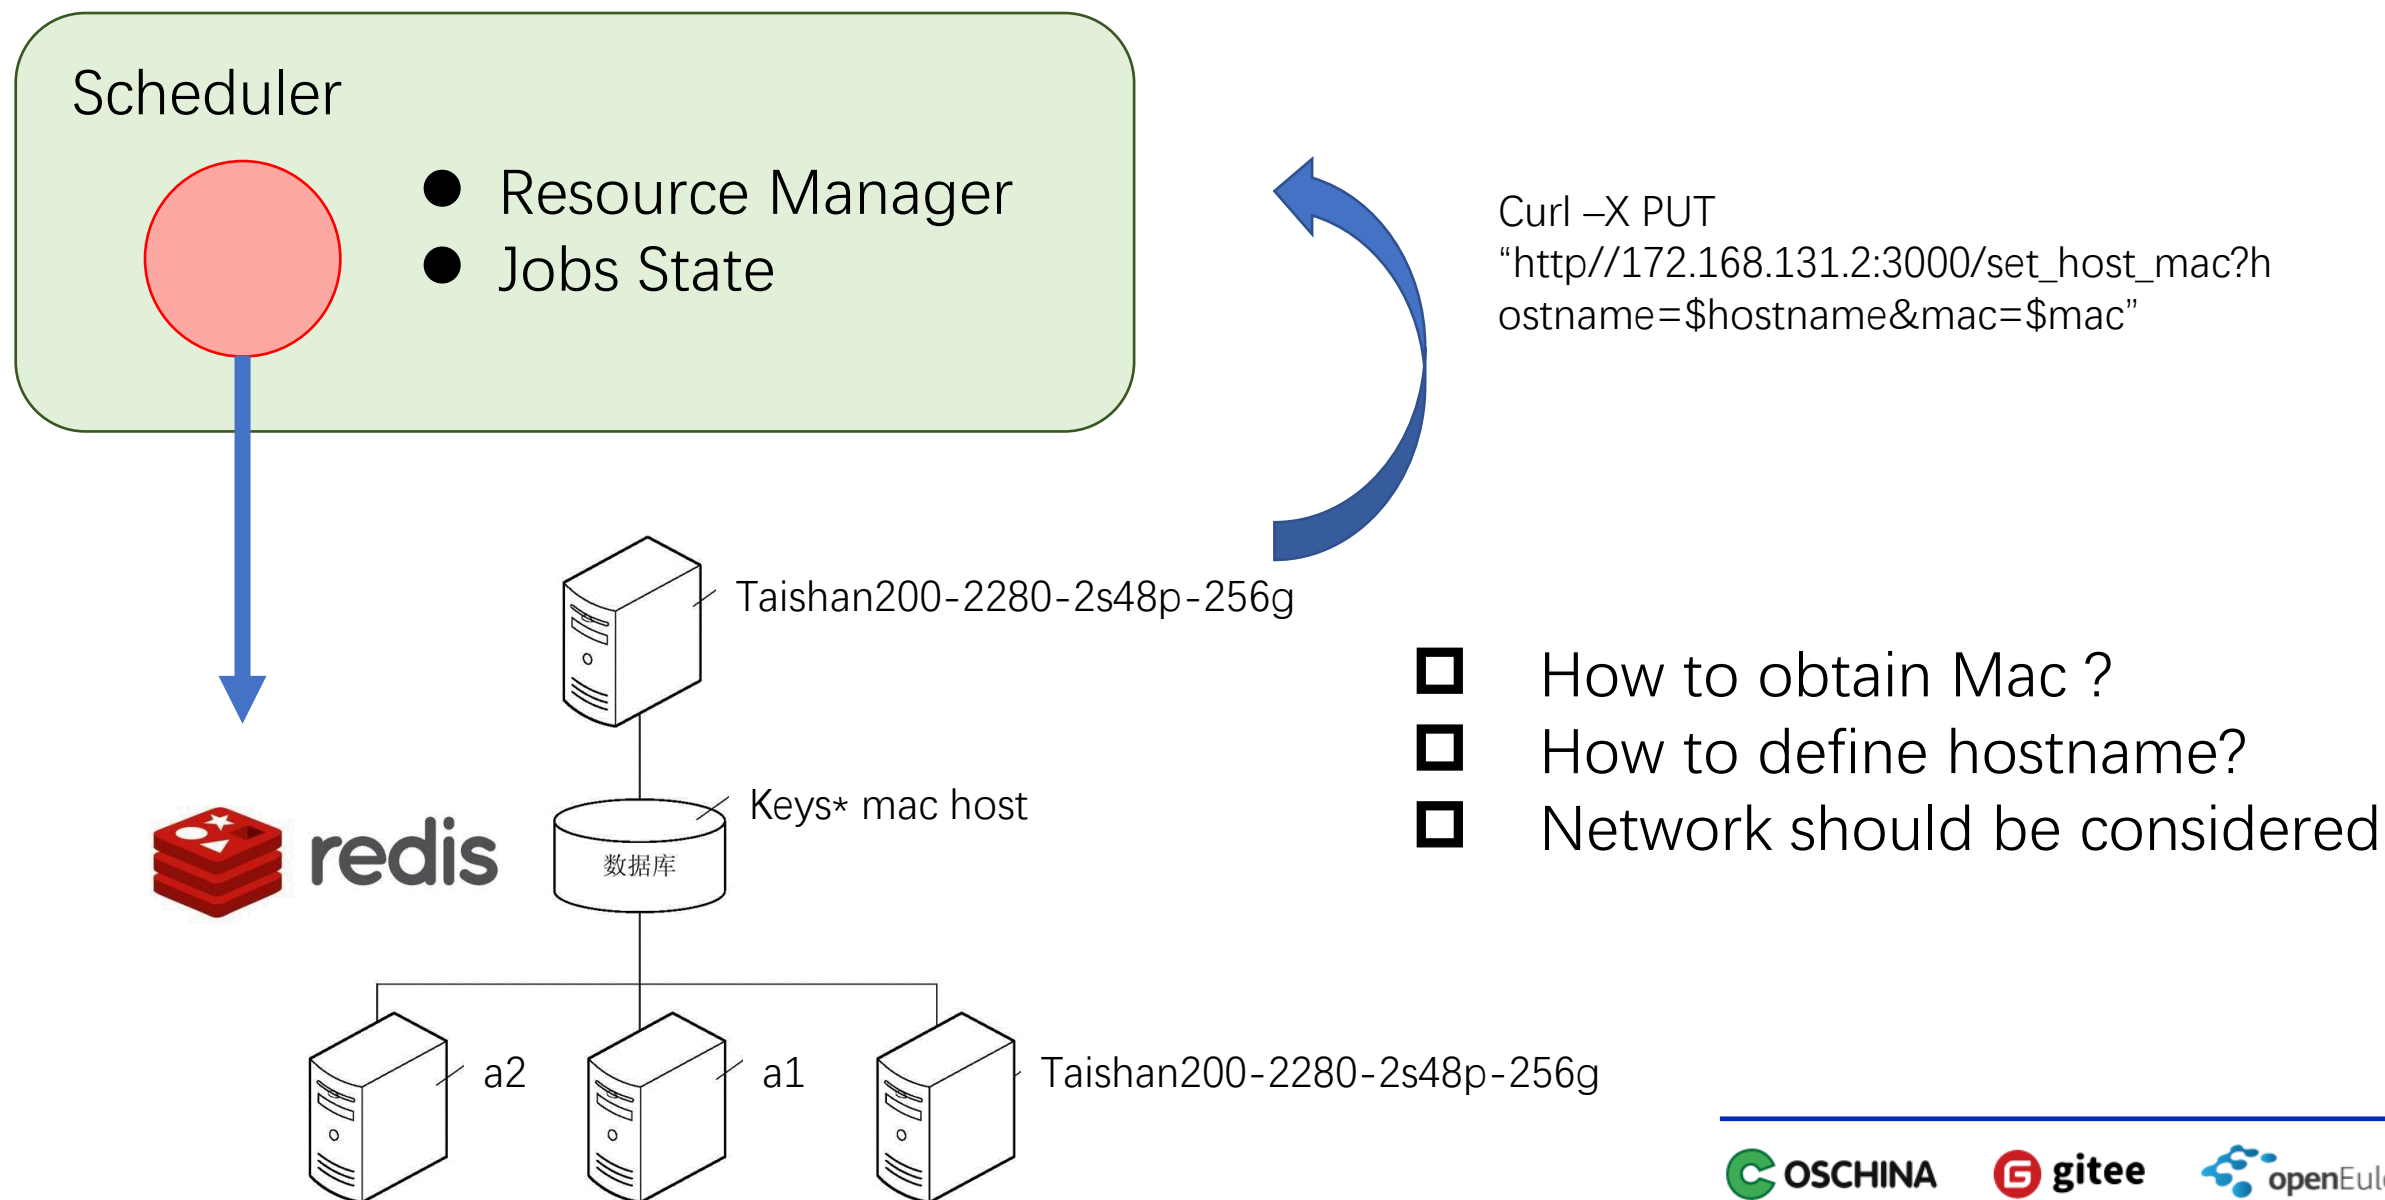 Scheduler
● Resource Manager
● Jobs State
Curl –X PUT
“http//172.168.131.2:3000/set_host_mac?h
ostname=$hostname&mac=$mac”
Taishan200-2280-2s48p-256g
How to obtain Mac ?
How to define hostname?
Network should be considered
Keys* mac host
redis
数据库
a2
a1
Taishan200-2280-2s48p-256g
OSCHINA
gitee
openEule